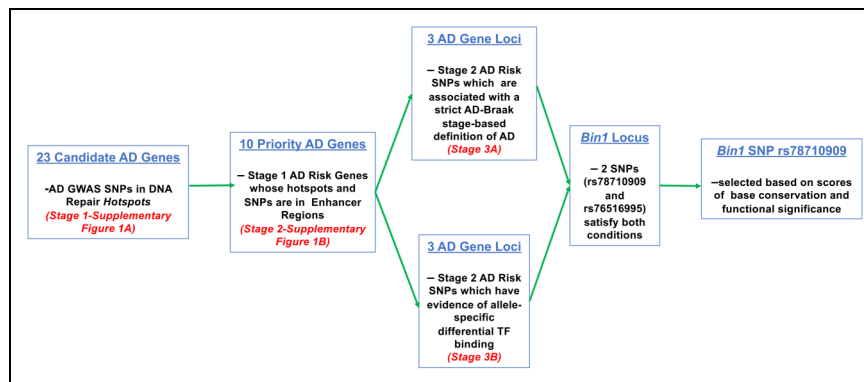 23 Candidate AD Genes
-AD GWAS SNPs in DNA
Repair Hotspots
(Stage 1-Supplementary
Figure 1A)
10 Priority AD Genes
– Stage 1 AD Risk Genes
whose hotspots and
SNPs are in Enhancer
Regions
(Stage 2-Supplementary
Figure 1B)
3 AD Gene Loci
– Stage 2 AD Risk
SNPs which are
associated with a
strict AD-Braak
stage-based
definition of AD
(Stage 3A)
3 AD Gene Loci
– Stage 2 AD Risk
SNPs which have
evidence of allele-
specific
differential TF
binding
(Stage 3B)
Bin1 Locus
– 2 SNPs
(rs78710909
and
rs76516995)
satisfy both
conditions
Bin1 SNP rs78710909
–selected based on scores
of base conservation and
functional significance